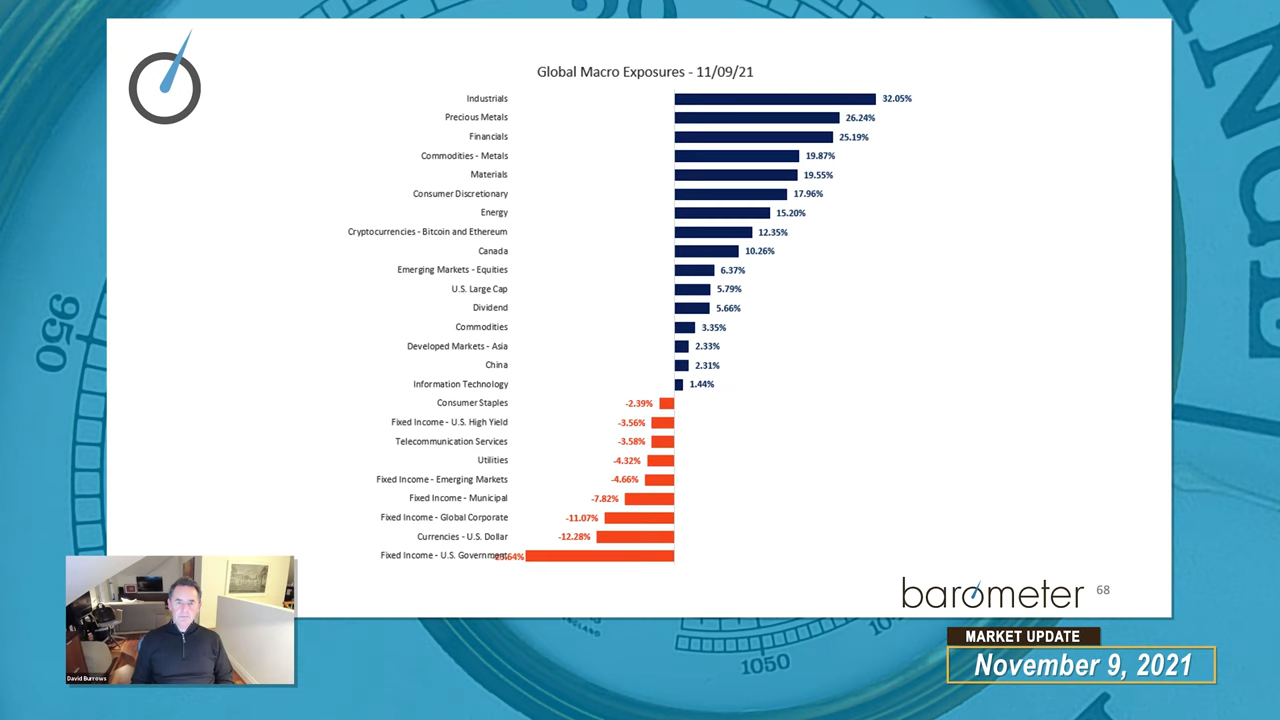 Global Macro Exposures - 11/09/21
Industrials 32.05%
Precious Metals 26.24%
Financials 25.19%
Commodities - Metals 19.87%
Materials 19.55%
Consumer Discretionary 17.96%
Energy 15.20%
Cryptocurrencies - Bitcoin and Ethereum 12.35%
Canada 10.26%
Emerging Markets - Equities 6.37%
U.S. Large Cap 5.79%
Dividend 5.66%
Commodities 3.35%
Developed Markets - Asia 2.33%
China 2.31%
Information Technology 1.44%
Consumer Staples -2.39%
Fixed Income - U.S. High Yield -3.56%
Telecommunication Services -3.58%
Utilities -4.32%
Fixed Income - Emerging Markets -4.66%
Fixed Income - Municipal -7.82%
Fixed Income - Global Corporate -11.07%
Currencies - U.S. Dollar -12.28%
Fixed Income - U.S. Government
barometer 68
950
1050
David Burrows
MARKET UPDATE
November 9, 2021